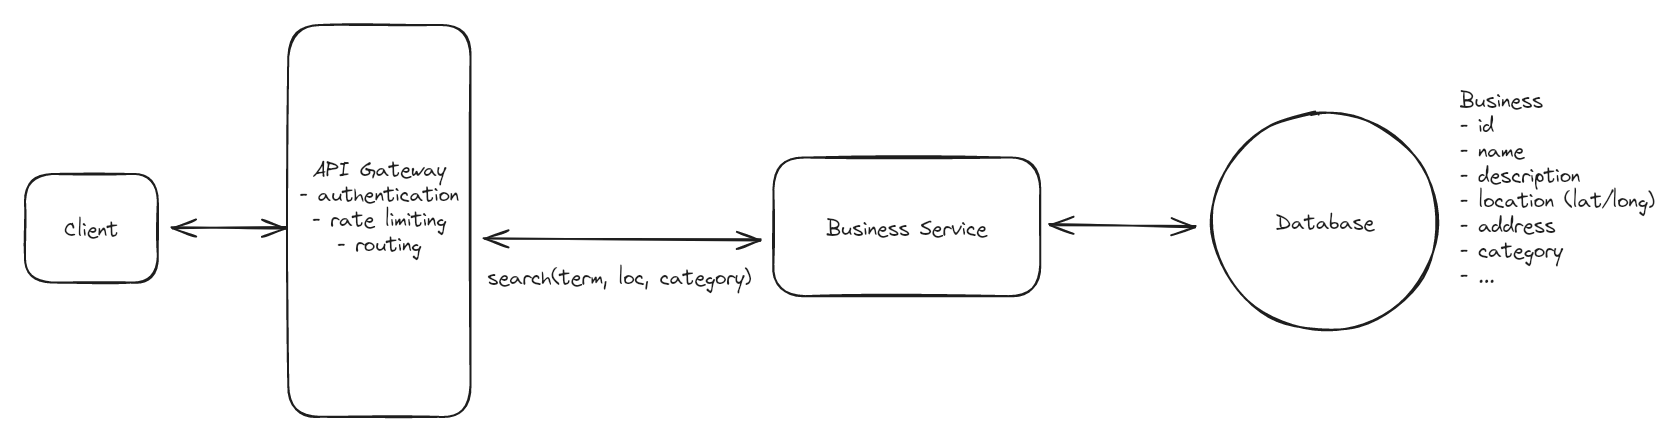 Client
API Gateway
- authentication
- rate limiting
- routing
search(term, loc, category)
Business Service
Database
Business
- id
- name
- description
- location (lat/long)
- address
- category
- ...